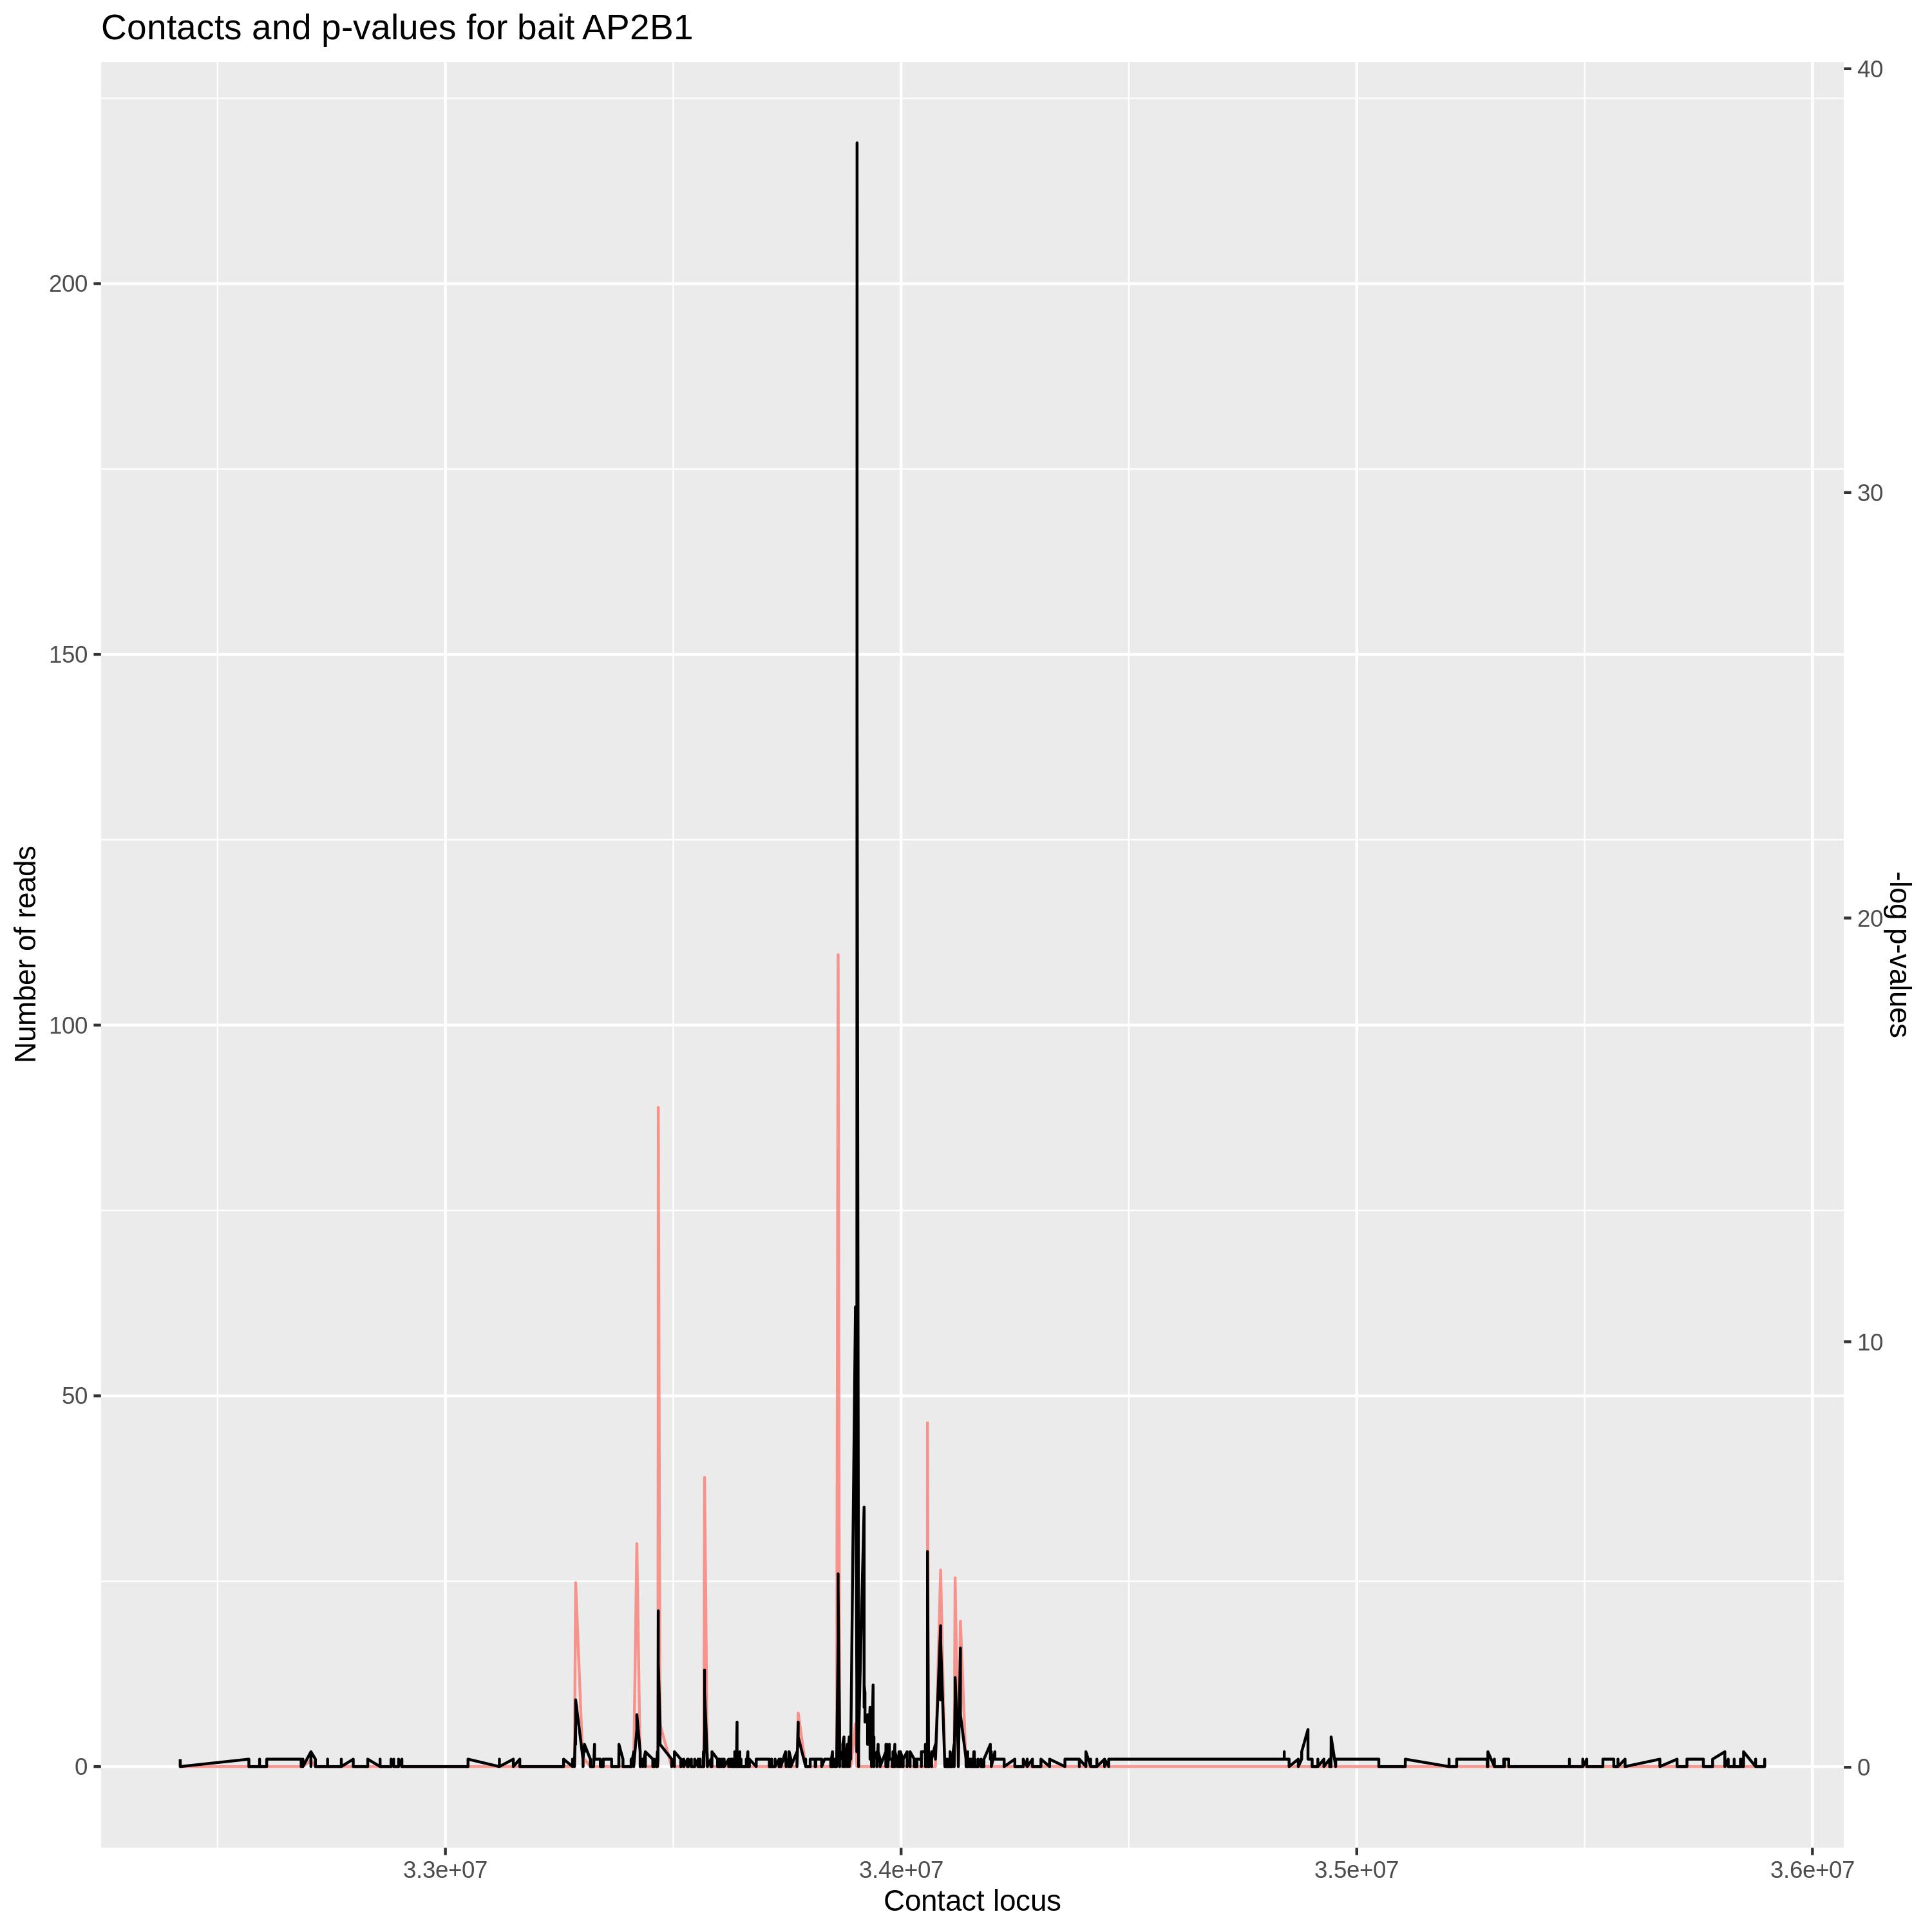 Contacts and p-values for bait AP2B1
40
200
30
150
Number of reads
-log p-values
20
100
10
50
0
0
3.3e+07
3.4e+07
3.5e+07
3.6e+07
Contact locus